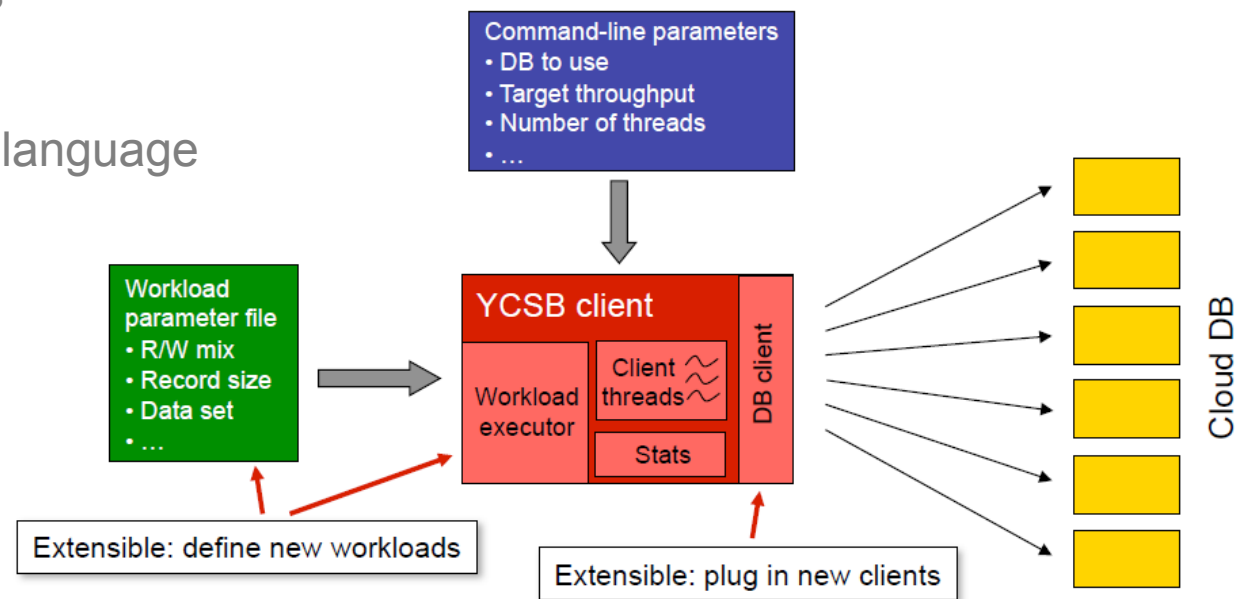 Command-line parameters
• DB to use
• Target throughput
• Number of threads
• ...
language
Workload
parameter file
• R/W mix
• Record size
• Data set
• ...
YCSB client
Workload
executor
Client
threads
Stats
DB client
Cloud DB
Extensible: define new workloads
Extensible: plug in new clients